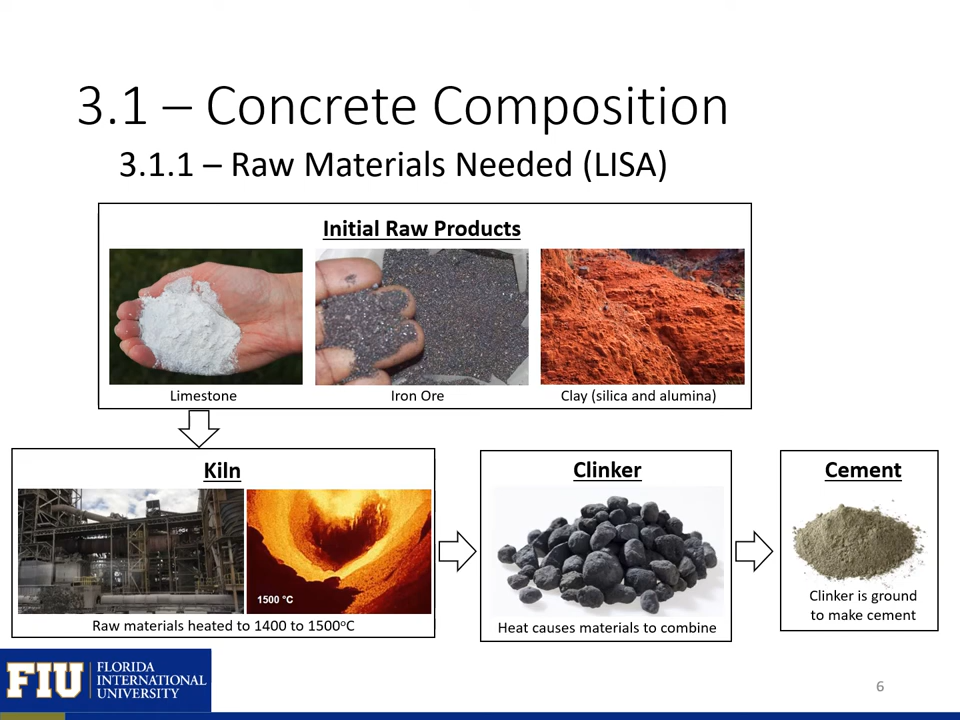 3.1 – Concrete Composition
3.1.1 – Raw Materials Needed (LISA)
Initial Raw Products
Limestone
Iron Ore
Clay (silica and alumina)
Kiln
1500 °C
Raw materials heated to 1400 to 1500°C
Clinker
Heat causes materials to combine
Cement
Clinker is ground
to make cement
FIU
FLORIDA
INTERNATIONAL
UNIVERSITY
6